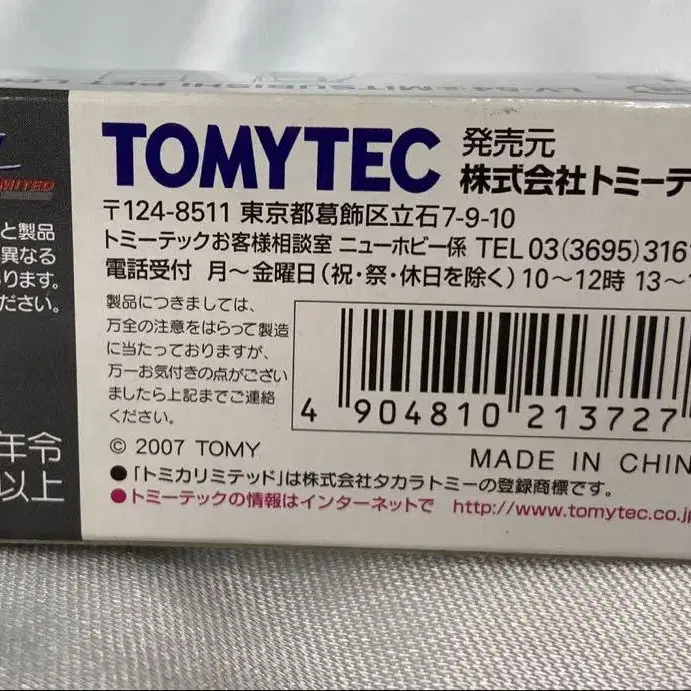 LV-34a MITSUBISHI PET LE
MITED
TOMYTEC 発売元
株式会社トミーテ
〒124-8511 東京都葛飾区立石7-9-10
トミーテックお客様相談室 ニューホビー係 TEL 03(3695)3161
電話受付 月～金曜日(祝・祭・休日を除く)10～12時 13～
と製品
異なる
ります。
ださい。
製品につきましては、
万全の注意をはらって製造
に当たっておりますが、
万一お気付きの点がござい
ましたら上記までご連絡
ください。
4 904810 213727
年令
以上
© 2007 TOMY
MADE IN CHIN
●「トミカリミテッド」は株式会社タカラトミーの登録商標です。
●トミーテックの情報はインターネットで http://www.tomytec.co.jp